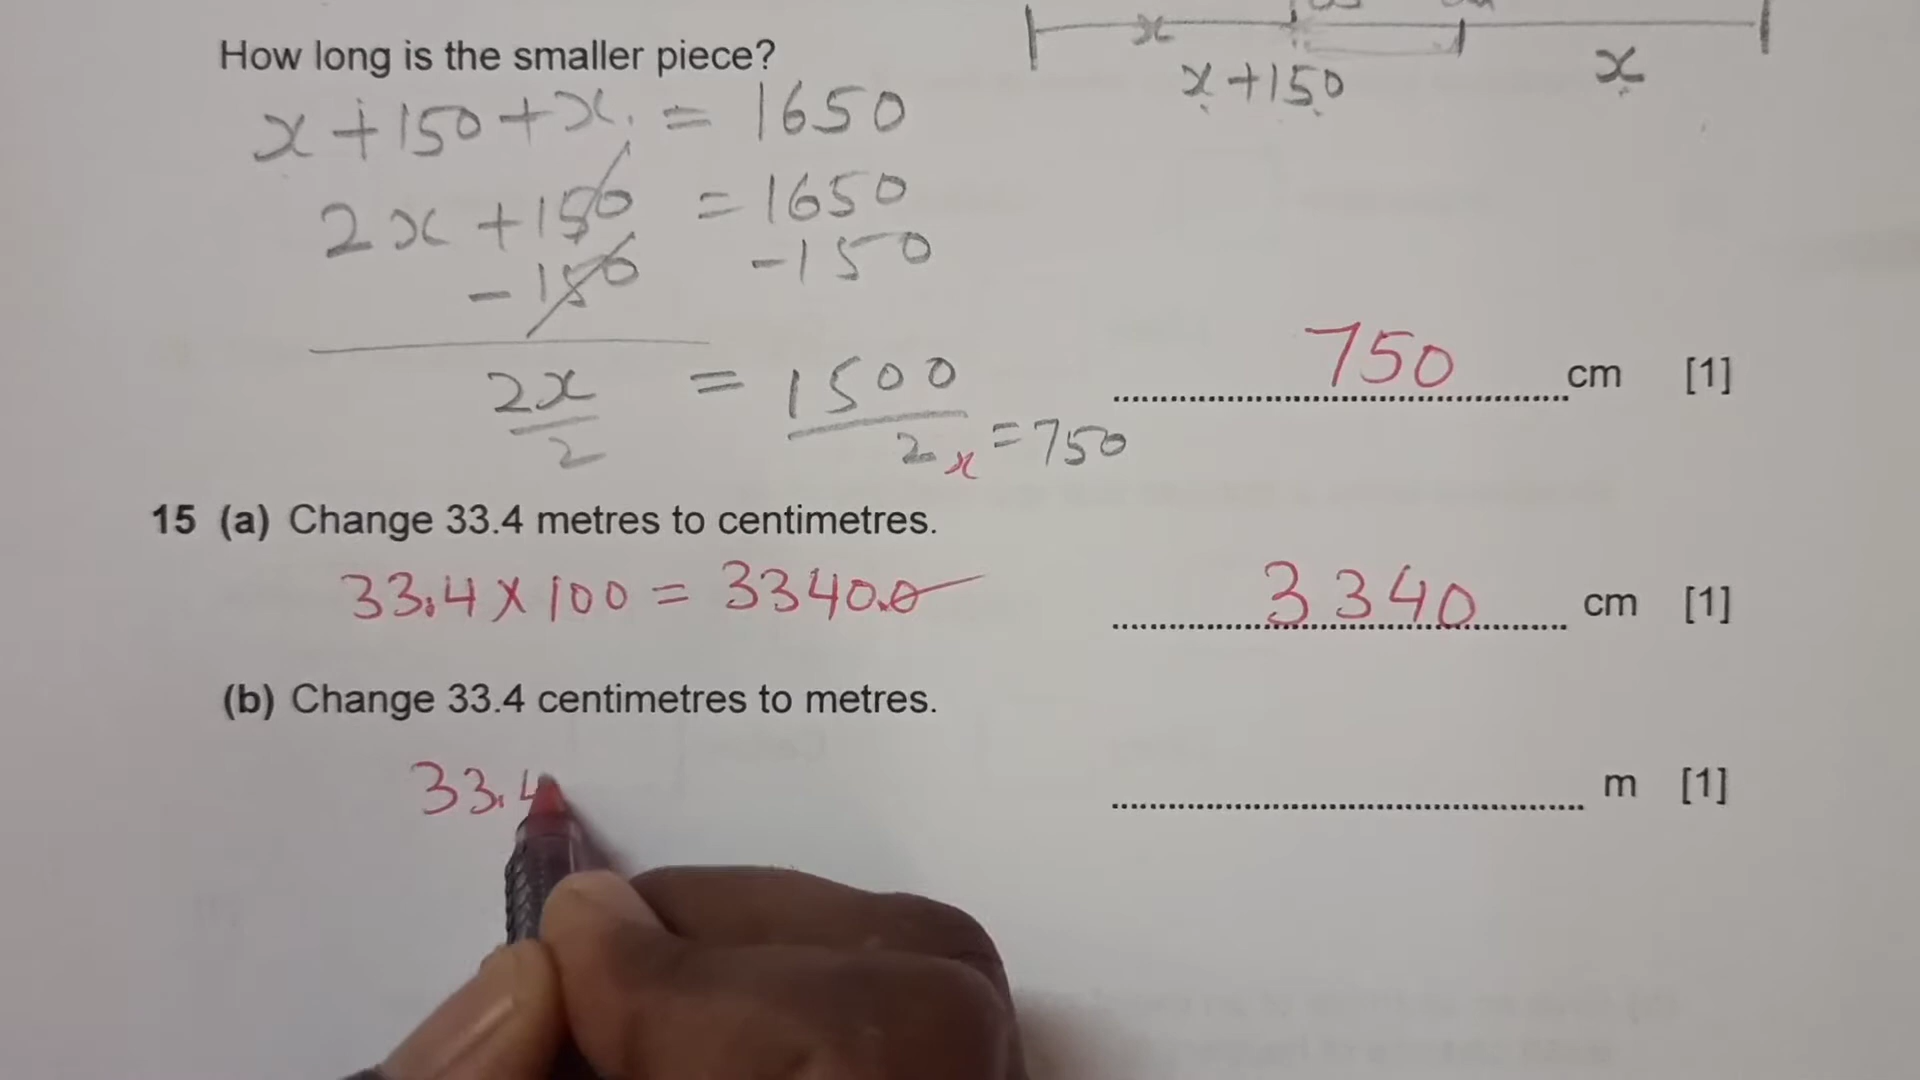 x
How long is the smaller piece?
x+150
x
x+150+x = 1650
2x+150 = 1650
-150 -150
2x/2 = 1500/2 x =750
750 cm [1]
15 (a) Change 33.4 metres to centimetres.
33.4 x 100 = 3340.0
3340 cm [1]
(b) Change 33.4 centimetres to metres.
33.4
m [1]